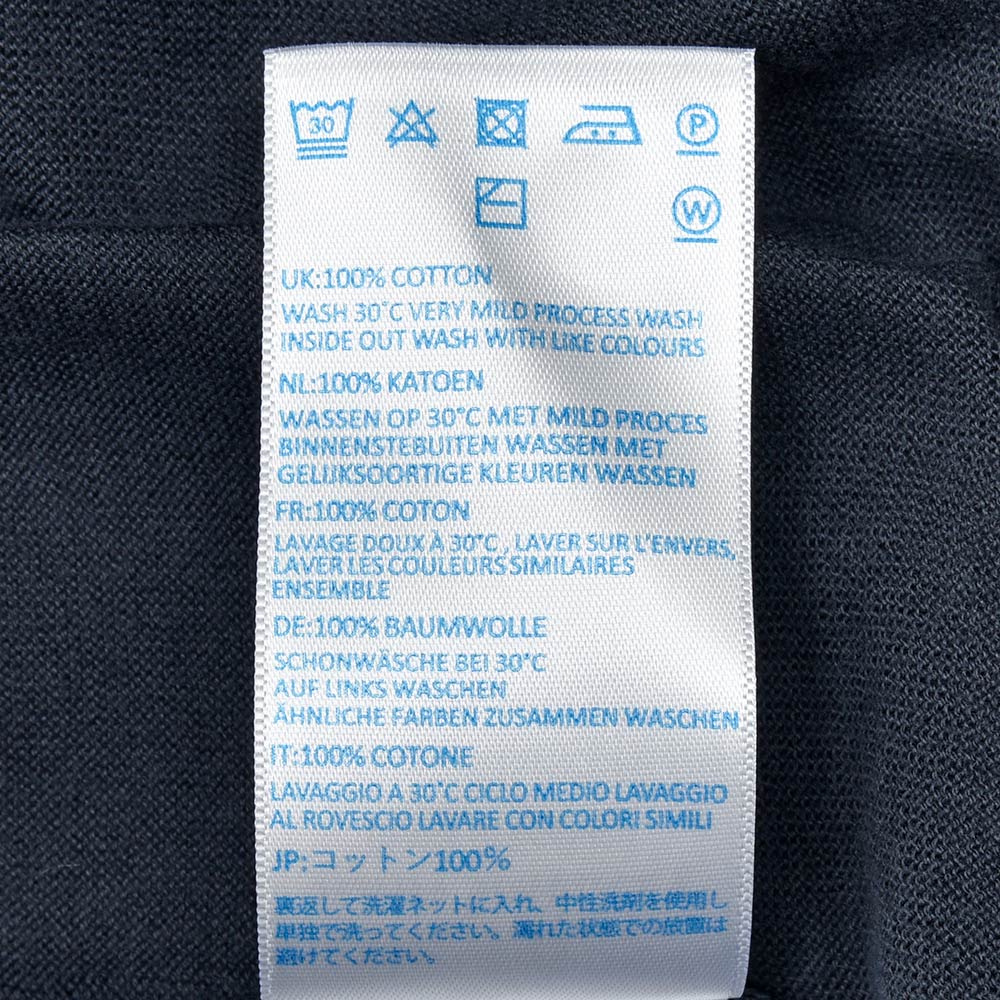 30
P
W
UK:100% COTTON
WASH 30°C VERY MILD PROCESS WASH
INSIDE OUT WASH WITH LIKE COLOURS
NL:100% KATOEN
WASSEN OP 30°C MET MILD PROCES
BINNENSTEBUITEN WASSEN MET
GELIJKSOORTIGE KLEUREN WASSEN
FR:100% COTON
LAVAGE DOUX À 30°C, LAVER SUR L'ENVERS,
LAVER LES COULEURS SIMILAIRES
ENSEMBLE
DE:100% BAUMWOLLE
SCHONWÄSCHE BEI 30°C
AUF LINKS WASCHEN
ÄHNLICHE FARBEN ZUSAMMEN WASCHEN
IT:100% COTONE
LAVAGGIO A 30°C CICLO MEDIO LAVAGGIO
AL ROVESCIO LAVARE CON COLORI SIMILI
JP:コットン100%
裏返して洗濯ネットに入れ、中性洗剤を使用し
単独で洗ってください。濡れた状態での放置は
避けてください。